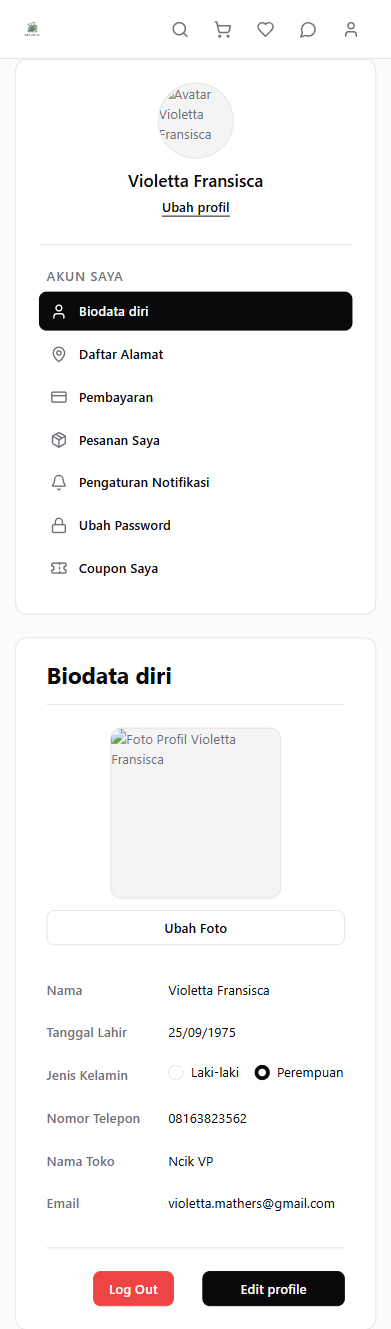 Avatar
Violetta
Fransisca
Violetta Fransisca
Ubah profil
AKUN SAYA
Biodata diri
Daftar Alamat
Pembayaran
Pesanan Saya
Pengaturan Notifikasi
Ubah Password
Coupon Saya
Biodata diri
Foto Profil Violetta
Fransisca
Ubah Foto
Nama Violetta Fransisca
Tanggal Lahir 25/09/1975
Jenis Kelamin Laki-laki Perempuan
Nomor Telepon 08163823562
Nama Toko Ncik VP
Email violetta.mathers@gmail.com
Log Out Edit profile